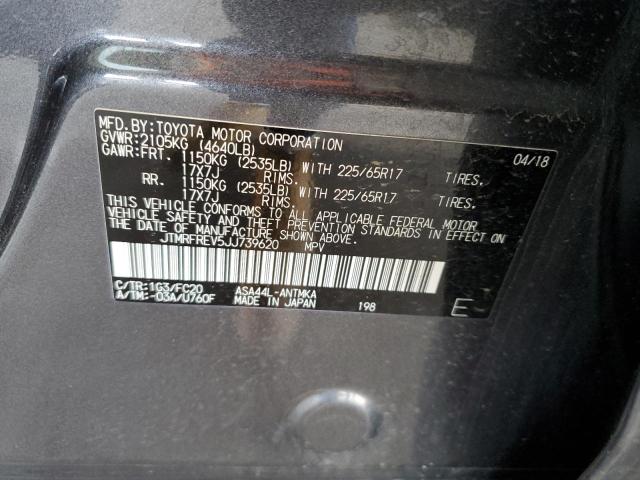 MFD.BY:TOYOTA MOTOR CORPORATION 04/18
GVWR:2105KG (4640LB)
GAWR:FRT. 1150KG (2535LB) WITH 225/65R17 TIRES,
17X7J RIMS.
RR. 1150KG (2535LB) WITH 225/65R17 TIRES,
17X7J RIMS.
THIS VEHICLE CONFORMS TO ALL APPLICABLE FEDERAL MOTOR
VEHICLE SAFETY AND THEFT PREVENTION STANDARDS IN EFFECT ON
THE DATE OF MANUFACTURE SHOWN ABOVE.
JTMRFREV5JJ739620 MPV
C/TR:1G3/FC20 ASA44L-ANTMKA
A/TM:-03A/U760F MADE IN JAPAN 198 E